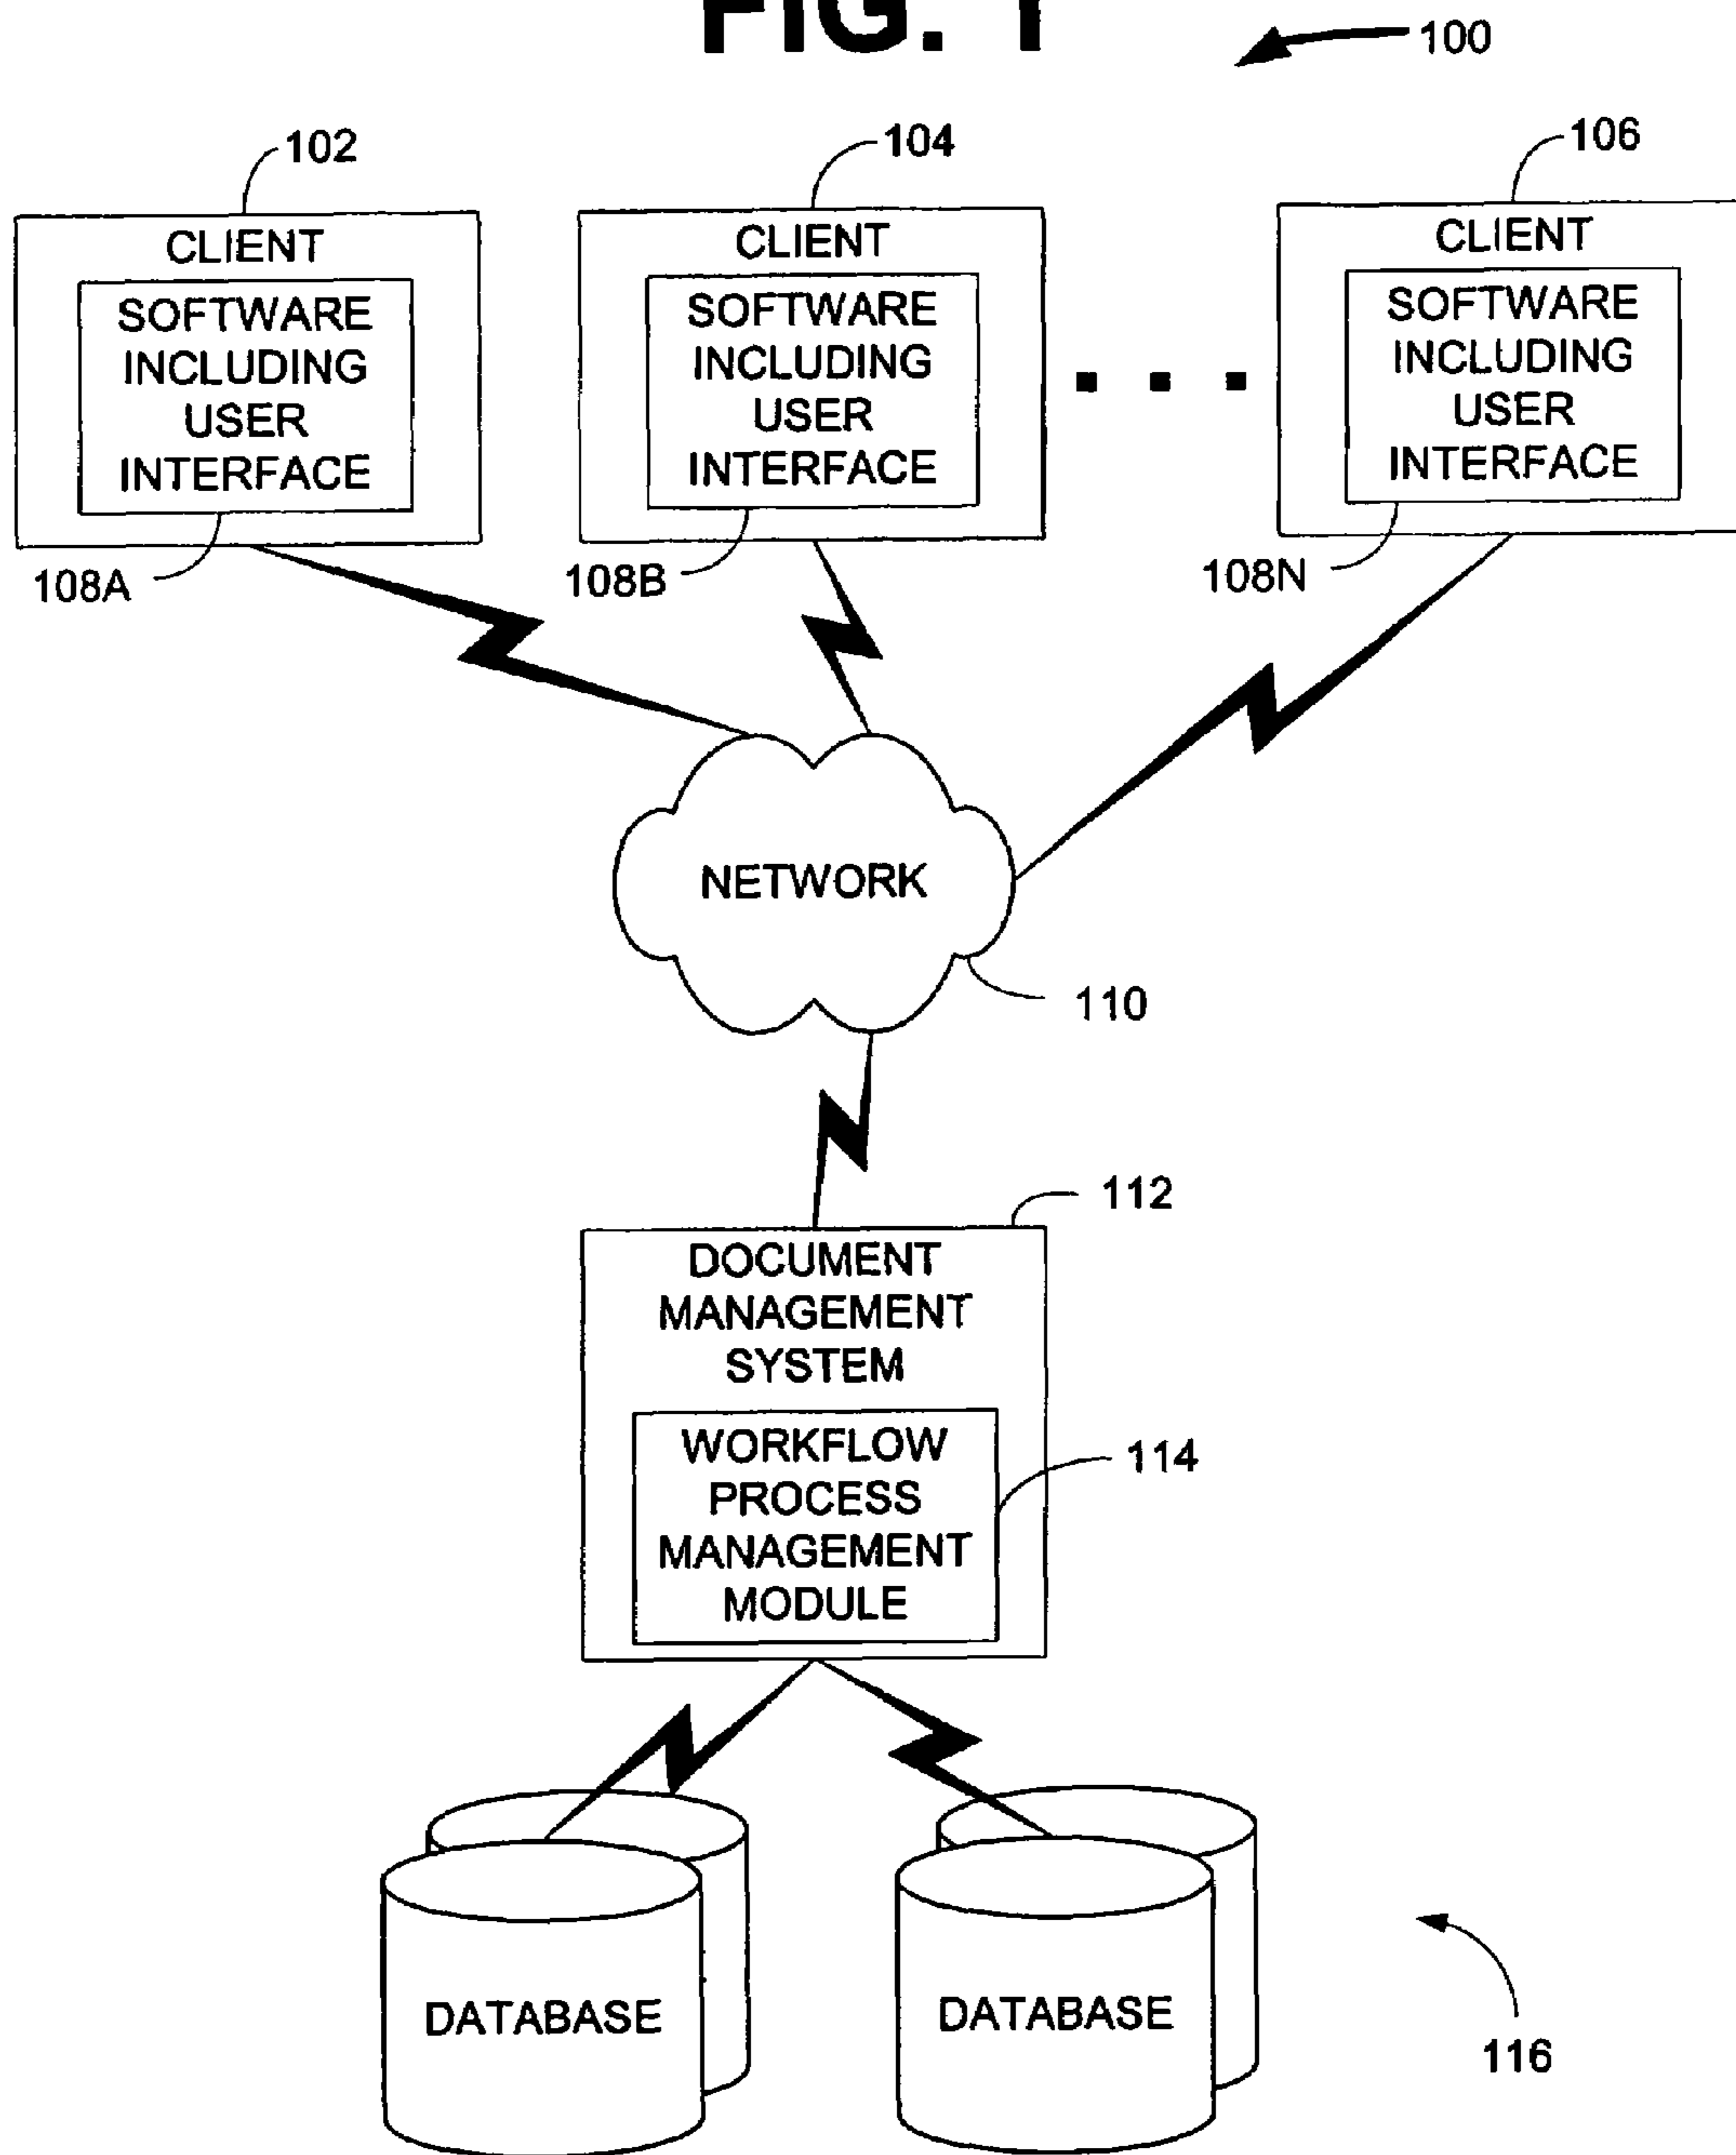 FIG. 1
100
102
104
106
CLIENT
SOFTWARE
INCLUDING
USER
INTERFACE
108A
CLIENT
SOFTWARE
INCLUDING
USER
INTERFACE
108B
CLIENT
SOFTWARE
INCLUDING
USER
INTERFACE
108N
NETWORK
110
112
DOCUMENT
MANAGEMENT
SYSTEM
WORKFLOW
PROCESS
MANAGEMENT
MODULE
114
DATABASE
DATABASE
116